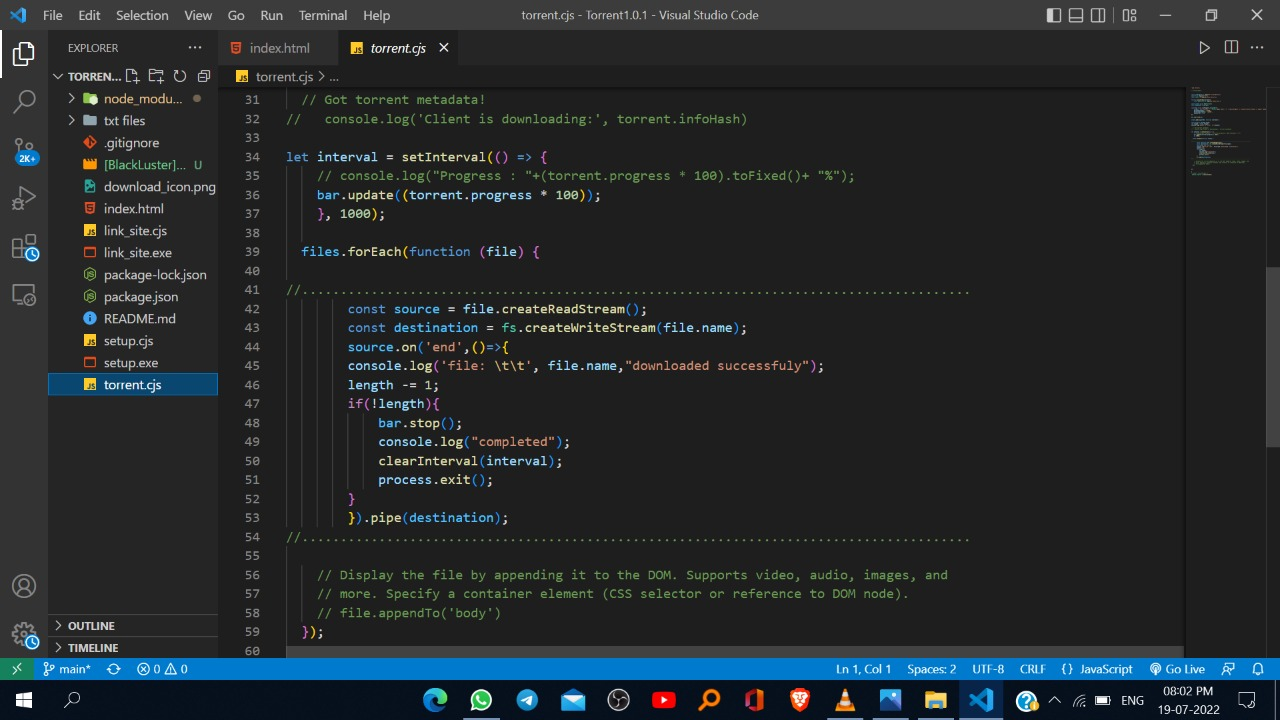 File Edit Selection View Go Run Terminal Help torrent.cjs - Torrent1.0.1 - Visual Studio Code
EXPLORER
index.html
torrent.cjs
TORREN...
torrent.cjs > ...
node_modu...
txt files
.gitignore
[BlackLuster]... U
download_icon.png
index.html
link_site.cjs
link_site.exe
package-lock.json
package.json
README.md
setup.cjs
setup.exe
torrent.cjs
OUTLINE
TIMELINE
2K+
31 // Got torrent metadata!
32 //   console.log('Client is downloading:', torrent.infoHash)
33
34 let interval = setInterval(() => {
35     // console.log("Progress : "+(torrent.progress * 100).toFixed()+ "%");
36     bar.update((torrent.progress * 100));
37     }, 1000);
38
39   files.forEach(function (file) {
40
41 //.......................................................................................
42         const source = file.createReadStream();
43         const destination = fs.createWriteStream(file.name);
44         source.on('end',()=>{
45         console.log('file: \t\t', file.name,"downloaded successfuly");
46         length -= 1;
47         if(!length){
48             bar.stop();
49             console.log("completed");
50             clearInterval(interval);
51             process.exit();
52         }
53         }).pipe(destination);
54 //.......................................................................................
55
56     // Display the file by appending it to the DOM. Supports video, audio, images, and
57     // more. Specify a container element (CSS selector or reference to DOM node).
58     // file.appendTo('body')
59   });
60
main* 0 0 Ln 1, Col 1 Spaces: 2 UTF-8 CRLF {} JavaScript Go Live
ENG
08:02 PM
19-07-2022